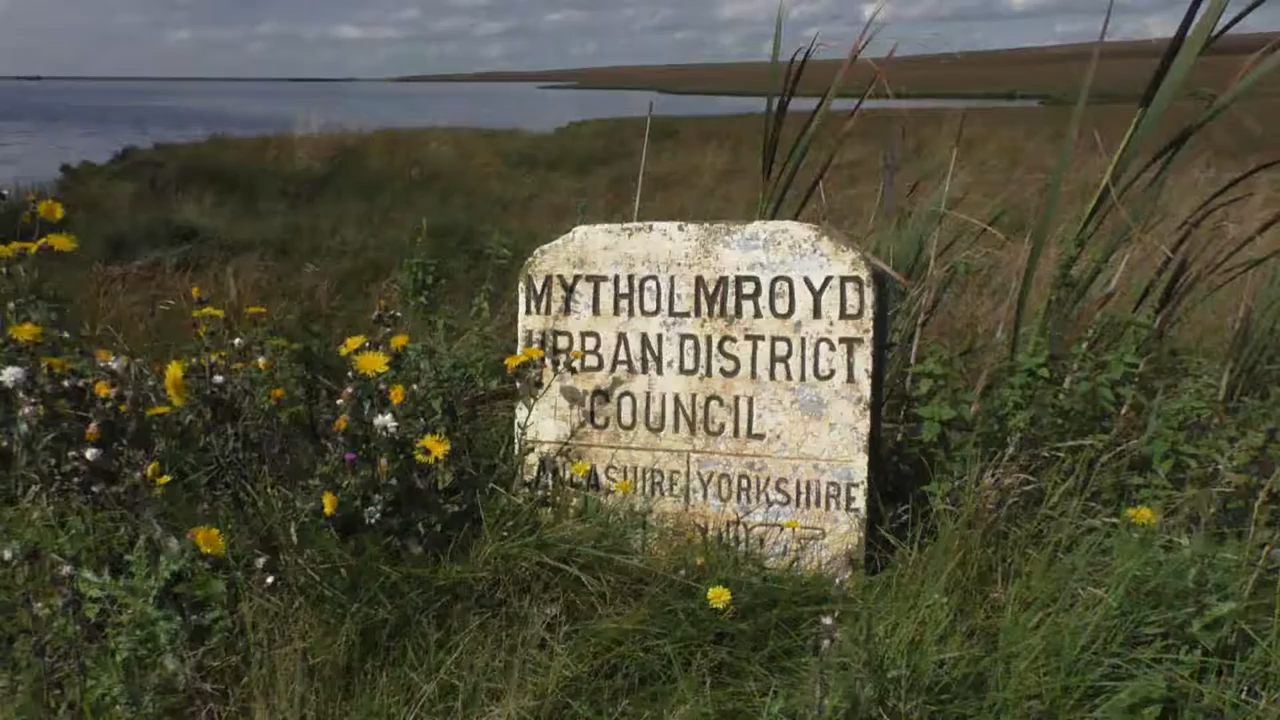 MYTHOLMROYD
URBAN DISTRICT
COUNCIL
LANCASHIRE YORKSHIRE